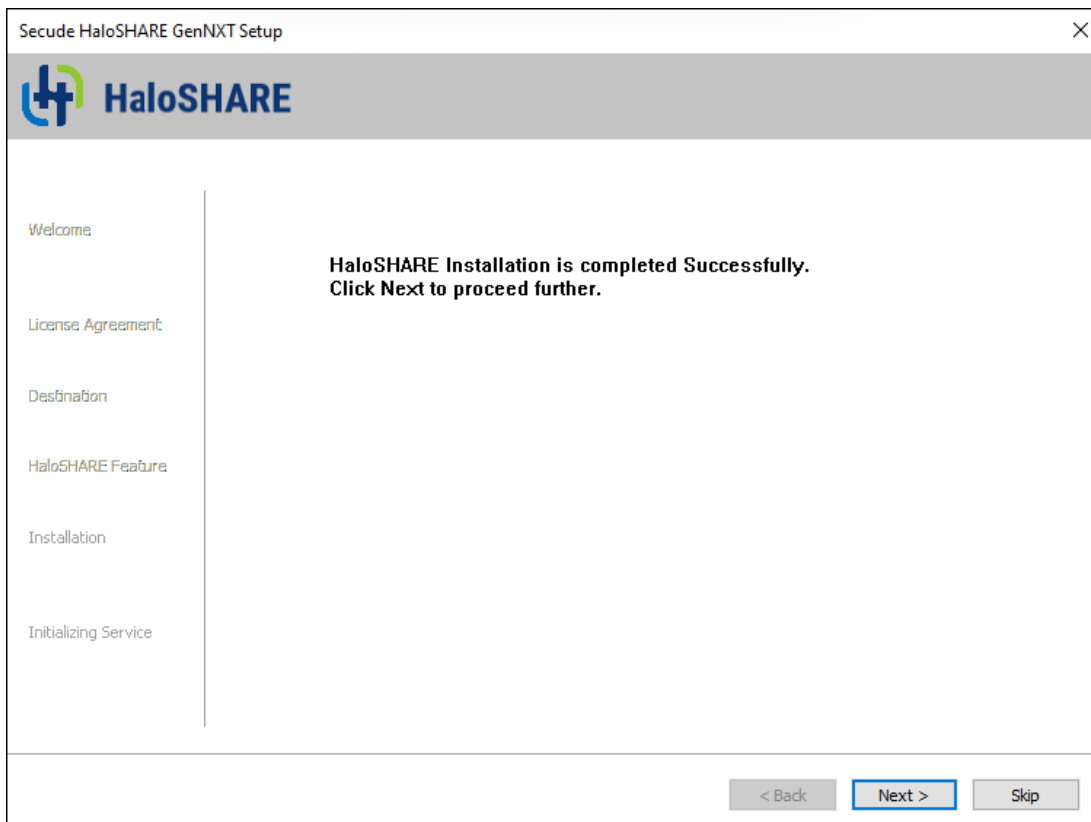 Secude HaloSHARE GenNXT Setup
HaloSHARE
Welcome
HaloSHARE Installation is completed Successfully.
Click Next to proceed further.
License Agreement
Destination
HaloSHARE Feature
Installation
Initializing Service
< Back
Next >
Skip